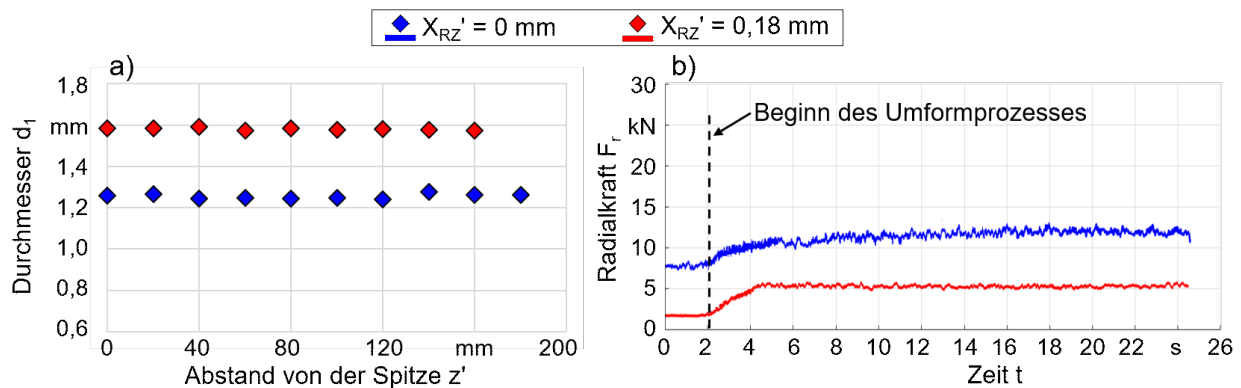 X_RZ' = 0 mm X_RZ' = 0,18 mm
a)
1,8
mm
1,4
1,2
1,0
0,8
0,6
Durchmesser d₁
0 40 80 120 mm 200
Abstand von der Spitze z'
b)
30
kN
20
15
10
5
0
Radialkraft Fᵣ
Beginn des Umformprozesses
0 2 4 6 8 10 12 14 16 18 20 22 s 26
Zeit t